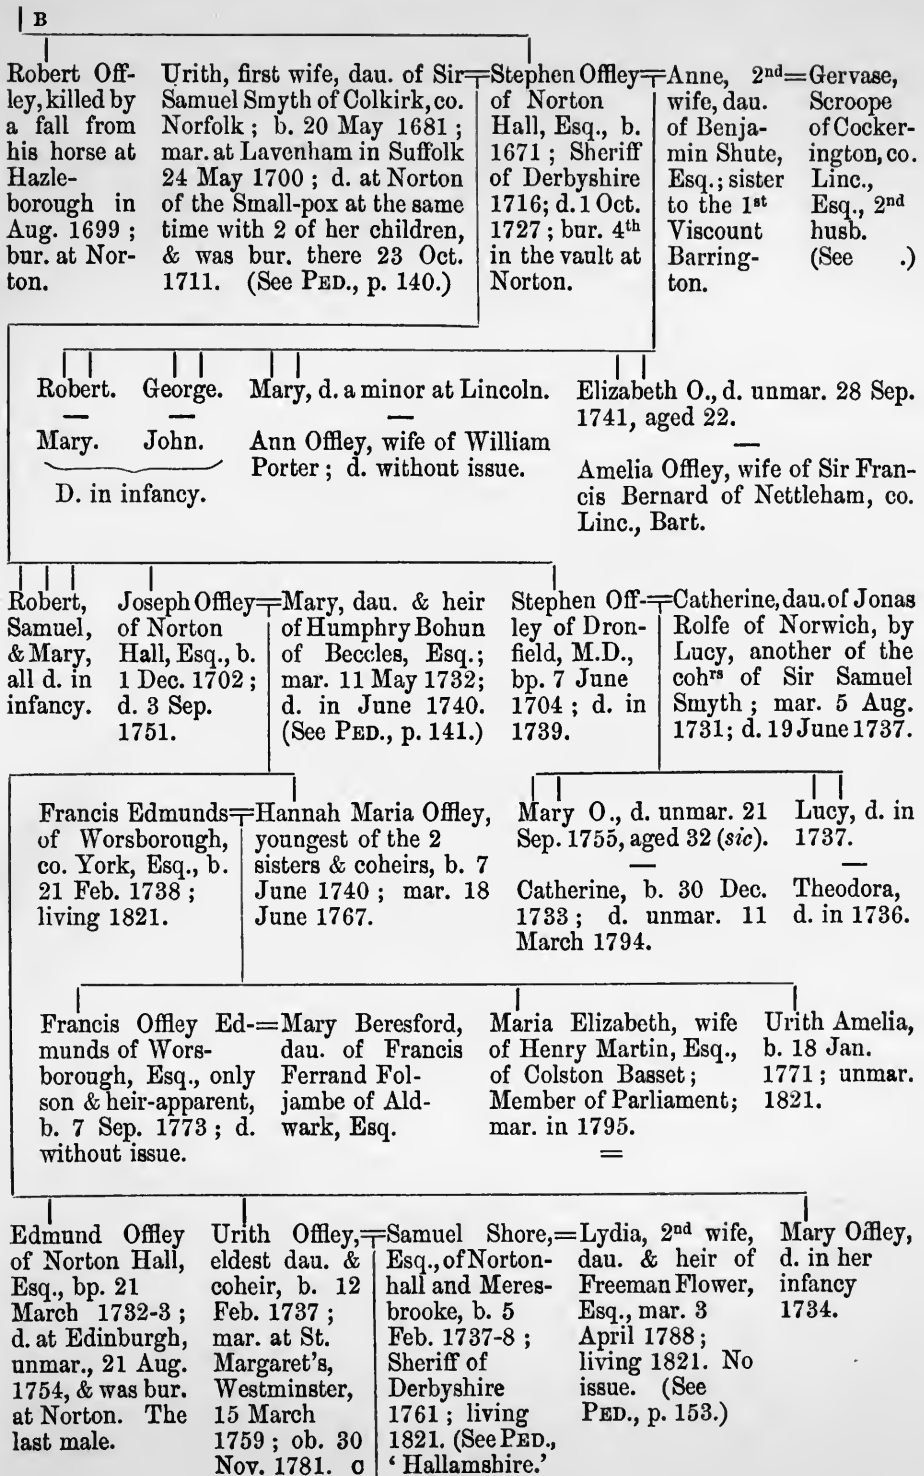 B
Robert Off-
ley, killed by
a fall from
his horse at
Hazle-
borough in
Aug. 1699 ;
bur. at Nor-
ton.
Urith, first wife, dau. of Sir
Samuel Smyth of Colkirk, co.
Norfolk ; b. 20 May 1681 ;
mar. at Lavenham in Suffolk
24 May 1700 ; d. at Norton
of the Small-pox at the same
time with 2 of her children,
& was bur. there 23 Oct.
1711. (See PED., p. 140.)
Stephen Offley
of Norton
Hall, Esq., b.
1671 ; Sheriff
of Derbyshire
1716; d. 1 Oct.
1727 ; bur. 4th
in the vault at
Norton.
Anne, 2nd
wife, dau.
of Benja-
min Shute,
Esq.; sister
to the 1st
Viscount
Barring-
ton.
Gervase,
Scroope
of Cocker-
ington, co.
Linc.,
Esq., 2nd
husb.
(See .)
Robert.
Mary.
George.
John.
D. in infancy.
Mary, d. a minor at Lincoln.
Ann Offley, wife of William
Porter ; d. without issue.
Elizabeth O., d. unmar. 28 Sep.
1741, aged 22.
Amelia Offley, wife of Sir Fran-
cis Bernard of Nettleham, co.
Linc., Bart.
Robert,
Samuel,
& Mary,
all d. in
infancy.
Joseph Offley
of Norton
Hall, Esq., b.
1 Dec. 1702 ;
d. 3 Sep.
1751.
Mary, dau. & heir
of Humphry Bohun
of Beccles, Esq.;
mar. 11 May 1732;
d. in June 1740.
(See PED., p. 141.)
Stephen Off-
ley of Dron-
field, M.D.,
bp. 7 June
1704 ; d. in
1739.
Catherine, dau. of Jonas
Rolfe of Norwich, by
Lucy, another of the
cohrs of Sir Samuel
Smyth ; mar. 5 Aug.
1731; d. 19 June 1737.
Francis Edmunds
of Worsborough,
co. York, Esq., b.
21 Feb. 1738 ;
living 1821.
Hannah Maria Offley,
youngest of the 2
sisters & coheirs, b. 7
June 1740 ; mar. 18
June 1767.
Mary O., d. unmar. 21
Sep. 1755, aged 32 (sic).
Catherine, b. 30 Dec.
1733 ; d. unmar. 11
March 1794.
Lucy, d. in
1737.
Theodora,
d. in 1736.
Francis Offley Ed-
munds of Wors-
borough, Esq., only
son & heir-apparent,
b. 7 Sep. 1773 ; d.
without issue.
Mary Beresford,
dau. of Francis
Ferrand Fol-
jambe of Ald-
wark, Esq.
Maria Elizabeth, wife
of Henry Martin, Esq.,
of Colston Basset ;
Member of Parliament;
mar. in 1795.
Urith Amelia,
b. 18 Jan.
1771 ; unmar.
1821.
Edmund Offley
of Norton Hall,
Esq., bp. 21
March 1732-3 ;
d. at Edinburgh,
unmar., 21 Aug.
1754, & was bur.
at Norton. The
last male.
Urith Offley,
eldest dau. &
coheir, b. 12
Feb. 1737 ;
mar. at St.
Margaret's,
Westminster,
15 March
1759 ; ob. 30
Nov. 1781. C
Samuel Shore,
Esq., of Norton-
hall and Meres-
brooke, b. 5
Feb. 1737-8 ;
Sheriff of
Derbyshire
1761 ; living
1821. (See PED.,
‘ Hallamshire.’
Lydia, 2nd wife,
dau. & heir of
Freeman Flower,
Esq., mar. 3
April 1788 ;
living 1821. No
issue. (See
PED., p. 153.)
Mary Offley,
d. in her
infancy
1734.